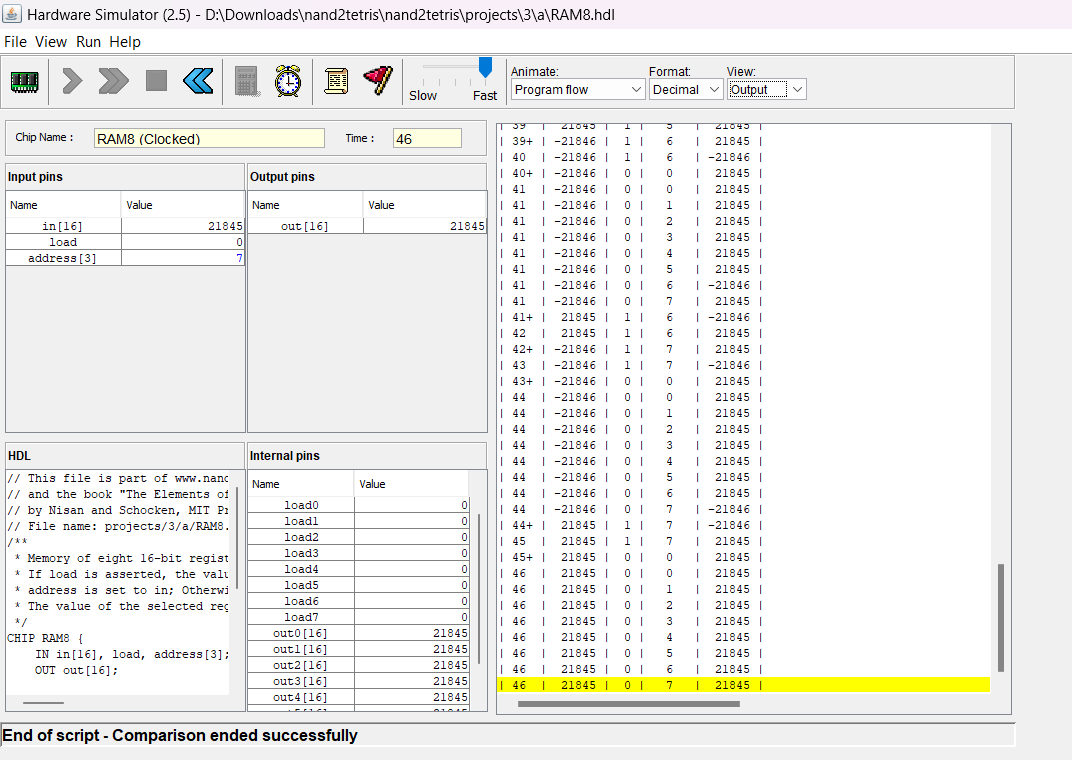 Hardware Simulator (2.5) - D:\Downloads\nand2tetris\nand2tetris\projects\3\a\RAM8.hdl
File View Run Help
Slow Fast
Animate: Format: View:
Program flow Decimal Output
Chip Name : RAM8 (Clocked) Time : 46
Input pins
Name Value
in[16] 21845
load 0
address[3] 7
Output pins
Name Value
out[16] 21845
HDL
// This file is part of www.nand
// and the book "The Elements of
// by Nisan and Schocken, MIT Pr
// File name: projects/3/a/RAM8.
/**
* Memory of eight 16-bit regist
* If load is asserted, the valu
* address is set to in; Otherwi
* The value of the selected reg
*/
CHIP RAM8 {
IN in[16], load, address[3];
OUT out[16];
Internal pins
Name Value
load0 0
load1 0
load2 0
load3 0
load4 0
load5 0
load6 0
load7 0
out0[16] 21845
out1[16] 21845
out2[16] 21845
out3[16] 21845
out4[16] 21845
| 39 | 21845 | 1 | 5 | 21845 |
| 39+ | -21846 | 1 | 6 | 21845 |
| 40 | -21846 | 1 | 6 | -21846 |
| 40+ | -21846 | 0 | 0 | 21845 |
| 41 | -21846 | 0 | 0 | 21845 |
| 41 | -21846 | 0 | 1 | 21845 |
| 41 | -21846 | 0 | 2 | 21845 |
| 41 | -21846 | 0 | 3 | 21845 |
| 41 | -21846 | 0 | 4 | 21845 |
| 41 | -21846 | 0 | 5 | 21845 |
| 41 | -21846 | 0 | 6 | -21846 |
| 41 | -21846 | 0 | 7 | 21845 |
| 41+ | 21845 | 1 | 6 | -21846 |
| 42 | 21845 | 1 | 6 | 21845 |
| 42+ | -21846 | 1 | 7 | 21845 |
| 43 | -21846 | 1 | 7 | -21846 |
| 43+ | -21846 | 0 | 0 | 21845 |
| 44 | -21846 | 0 | 0 | 21845 |
| 44 | -21846 | 0 | 1 | 21845 |
| 44 | -21846 | 0 | 2 | 21845 |
| 44 | -21846 | 0 | 3 | 21845 |
| 44 | -21846 | 0 | 4 | 21845 |
| 44 | -21846 | 0 | 5 | 21845 |
| 44 | -21846 | 0 | 6 | 21845 |
| 44 | -21846 | 0 | 7 | -21846 |
| 44+ | 21845 | 1 | 7 | -21846 |
| 45 | 21845 | 1 | 7 | 21845 |
| 45+ | 21845 | 0 | 0 | 21845 |
| 46 | 21845 | 0 | 0 | 21845 |
| 46 | 21845 | 0 | 1 | 21845 |
| 46 | 21845 | 0 | 2 | 21845 |
| 46 | 21845 | 0 | 3 | 21845 |
| 46 | 21845 | 0 | 4 | 21845 |
| 46 | 21845 | 0 | 5 | 21845 |
| 46 | 21845 | 0 | 6 | 21845 |
| 46 | 21845 | 0 | 7 | 21845 |
End of script - Comparison ended successfully